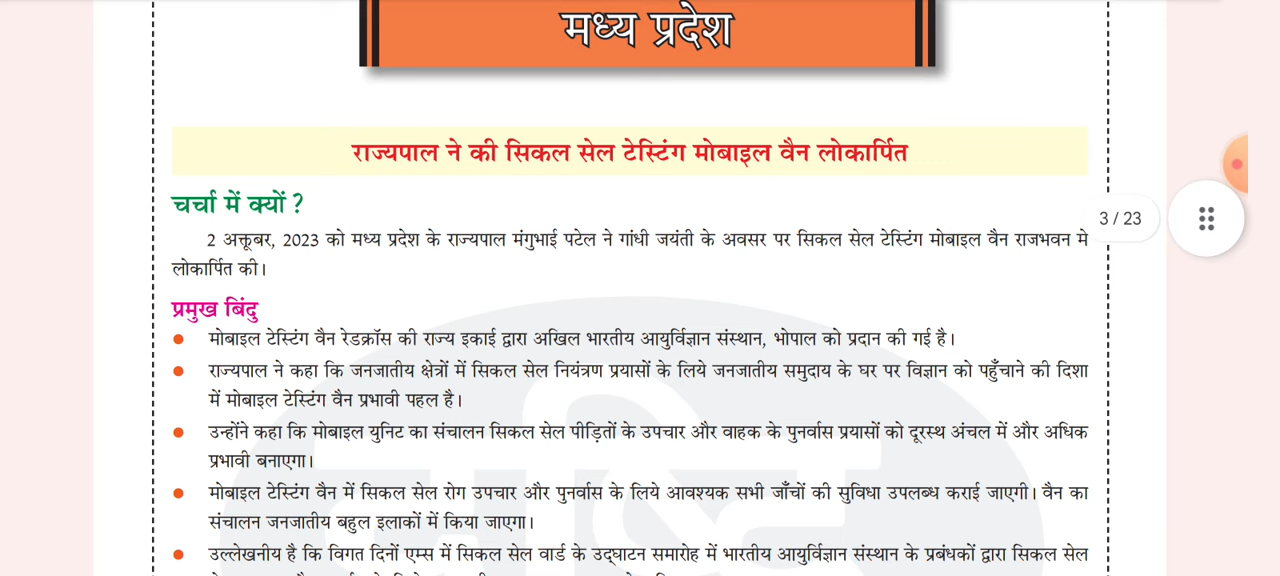 मध्य प्रदेश
राज्यपाल ने की सिकल सेल टेस्टिंग मोबाइल वैन लोकार्पित
चर्चा में क्यों ?
2 अक्तूबर, 2023 को मध्य प्रदेश के राज्यपाल मंगुभाई पटेल ने गांधी जयंती के अवसर पर सिकल सेल टेस्टिंग मोबाइल वैन राजभवन मे
लोकार्पित की।
3 / 23
प्रमुख बिंदु
मोबाइल टेस्टिंग वैन रेडक्रॉस की राज्य इकाई द्वारा अखिल भारतीय आयुर्विज्ञान संस्थान, भोपाल को प्रदान की गई है।
राज्यपाल ने कहा कि जनजातीय क्षेत्रों में सिकल सेल नियंत्रण प्रयासों के लिये जनजातीय समुदाय के घर पर विज्ञान को पहुँचाने की दिशा
में मोबाइल टेस्टिंग वैन प्रभावी पहल है।
उन्होंने कहा कि मोबाइल युनिट का संचालन सिकल सेल पीड़ितों के उपचार और वाहक के पुनर्वास प्रयासों को दूरस्थ अंचल में और अधिक
प्रभावी बनाएगा।
मोबाइल टेस्टिंग वैन में सिकल सेल रोग उपचार और पुनर्वास के लिये आवश्यक सभी जाँचों की सुविधा उपलब्ध कराई जाएगी। वैन का
संचालन जनजातीय बहुल इलाकों में किया जाएगा।
उल्लेखनीय है कि विगत दिनों एम्स में सिकल सेल वार्ड के उद्घाटन समारोह में भारतीय आयुर्विज्ञान संस्थान के प्रबंधकों द्वारा सिकल सेल